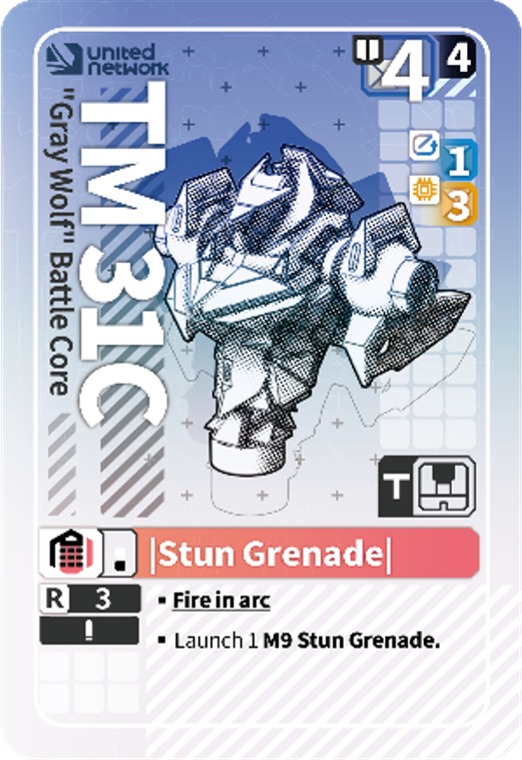 united
network
4
4
TM31C
"Gray Wolf" Battle Core
1
3
T
|Stun Grenade|
R 3
▪ Fire in arc
▪ Launch 1 M9 Stun Grenade.